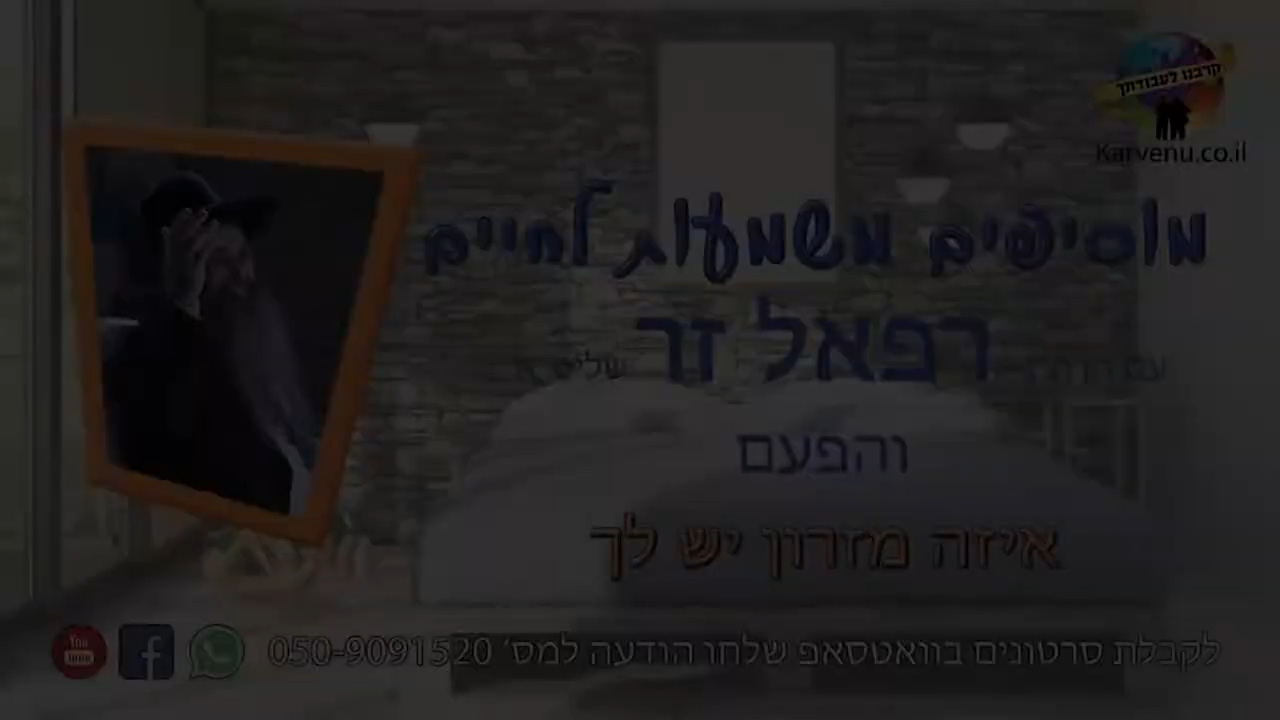 קרבנו לעבודתך
Karvenu.co.il
מוסיפים משמעות לחיים
רפאל זר
והפעם
איזה מזרון יש לך
לקבלת סרטונים בוואטסאפ שלחו הודעה למס' 050-9091520
You